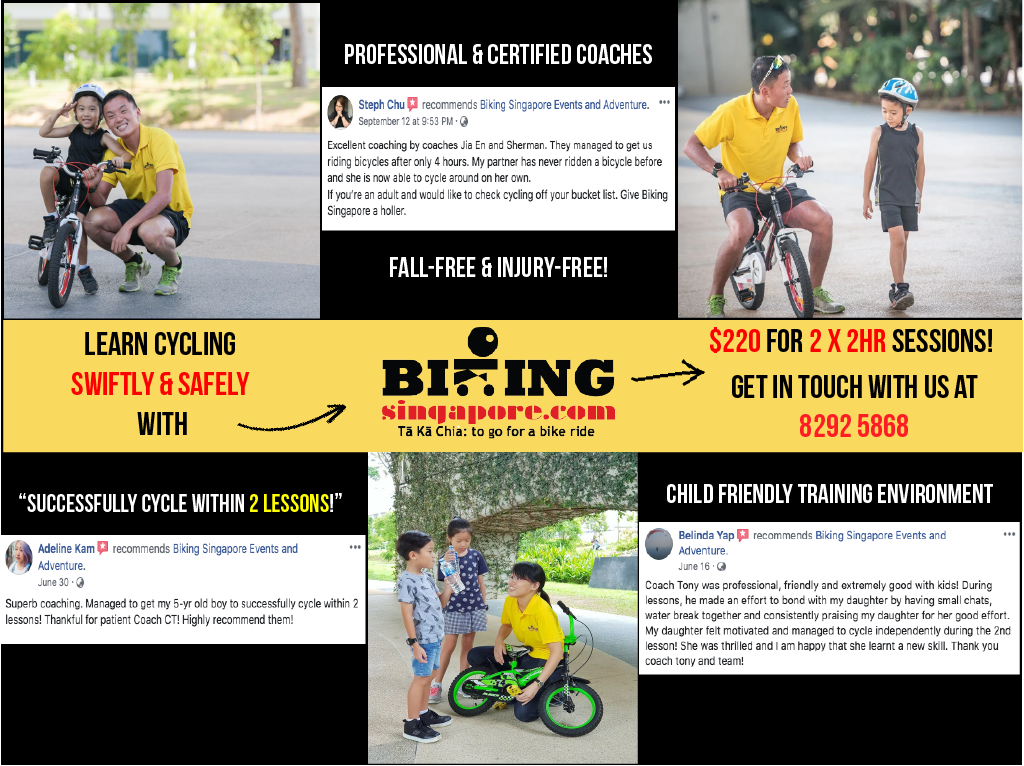 PROFESSIONAL & CERTIFIED COACHES
Steph Chu recommends Biking Singapore Events and Adventure.
September 12 at 9:53 PM ·
Excellent coaching by coaches Jia En and Sherman. They managed to get us
riding bicycles after only 4 hours. My partner has never ridden a bicycle before
and she is now able to cycle around on her own.
If you're an adult and would like to check cycling off your bucket list. Give Biking
Singapore a holler.
FALL-FREE & INJURY-FREE!
LEARN CYCLING
SWIFTLY & SAFELY
WITH
BIKING
singapore.com
Tā Kā Chia: to go for a bike ride
$220 FOR 2 X 2HR SESSIONS!
GET IN TOUCH WITH US AT
8292 5868
“SUCCESSFULLY CYCLE WITHIN 2 LESSONS!”
Adeline Kam recommends Biking Singapore Events and
Adventure.
June 30 ·
Superb coaching. Managed to get my 5-yr old boy to successfully cycle within 2
lessons! Thankful for patient Coach CT! Highly recommend them!
CHILD FRIENDLY TRAINING ENVIRONMENT
Belinda Yap recommends Biking Singapore Events and
Adventure.
June 16 ·
Coach Tony was professional, friendly and extremely good with kids! During
lessons, he made an effort to bond with my daughter by having small chats,
water break together and consistently praising my daughter for her good effort.
My daughter felt motivated and managed to cycle independently during the 2nd
lesson! She was thrilled and I am happy that she learnt a new skill. Thank you
coach tony and team!